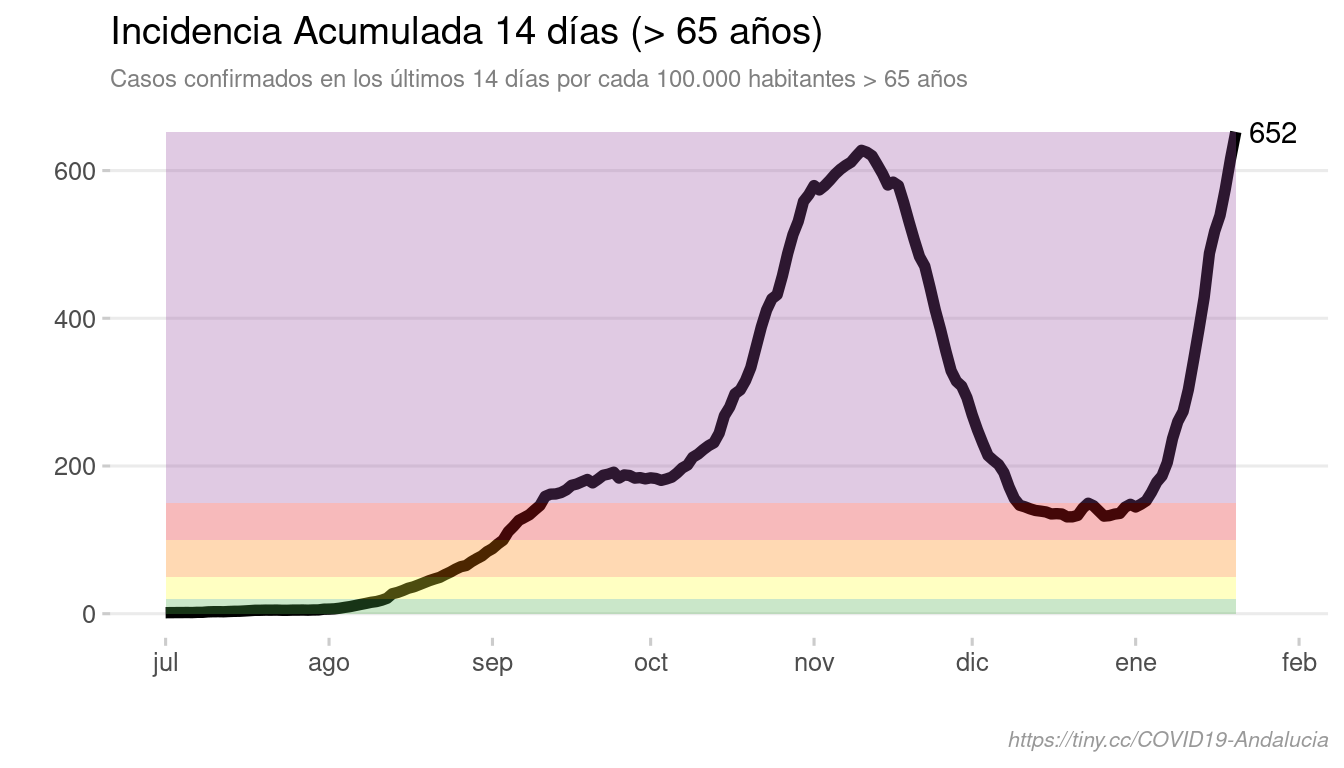 Incidencia Acumulada 14 días (> 65 años)
Casos confirmados en los últimos 14 días por cada 100.000 habitantes > 65 años
652
600
400
200
0
jul ago sep oct nov dic ene feb
https://tiny.cc/COVID19-Andalucia